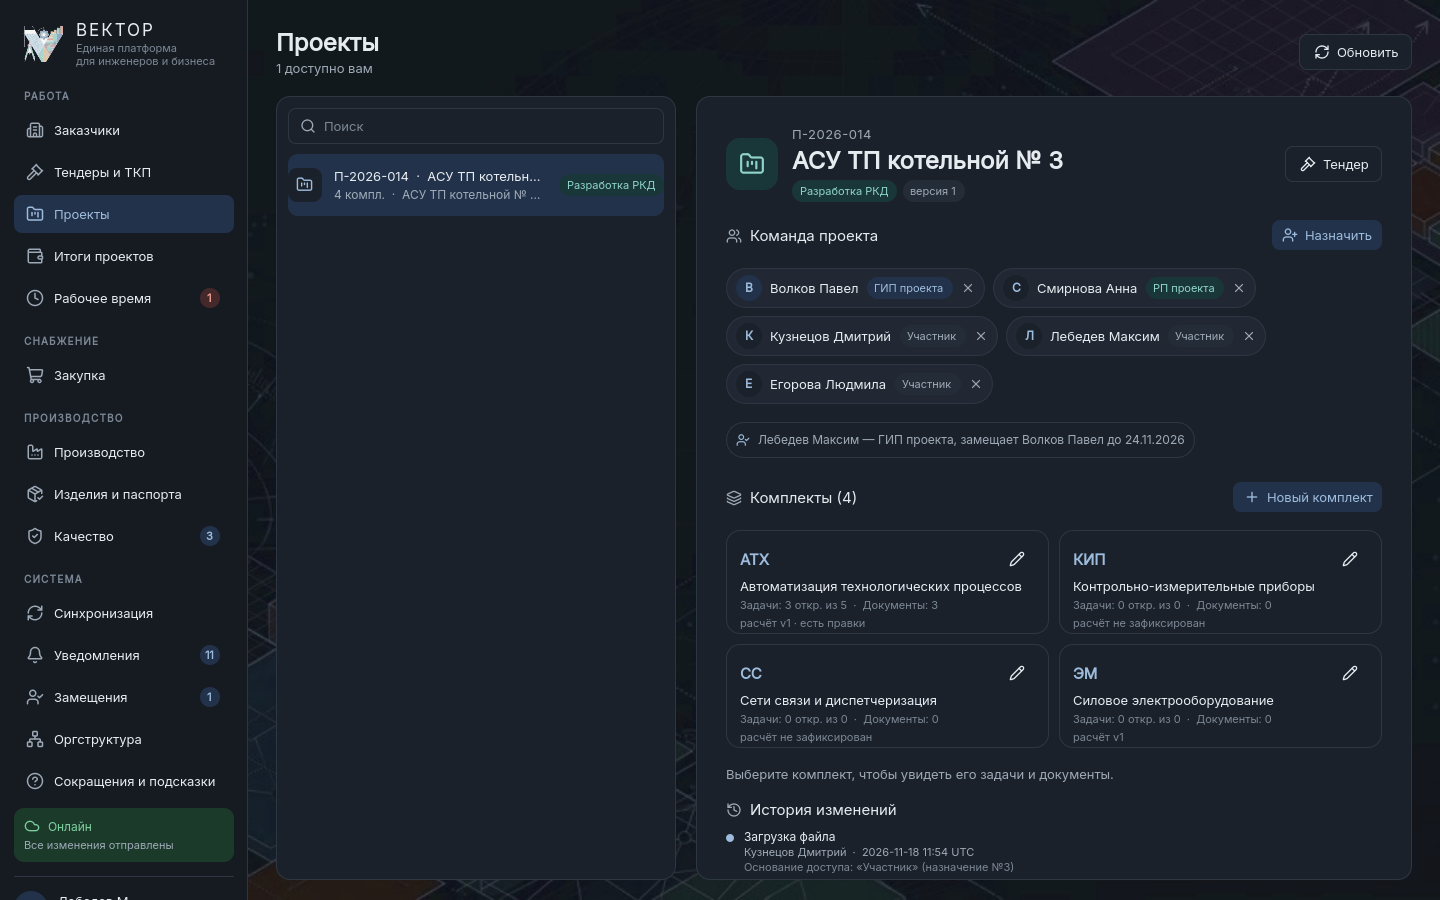 ВЕКТОР
Единая платформа
для инженеров и бизнеса
РАБОТА
Заказчики
Тендеры и ТКП
Проекты
Итоги проектов
Рабочее время 1
СНАБЖЕНИЕ
Закупка
ПРОИЗВОДСТВО
Производство
Изделия и паспорта
Качество 3
СИСТЕМА
Синхронизация
Уведомления 11
Замещения 1
Оргструктура
Сокращения и подсказки
Онлайн
Все изменения отправлены
Проекты
1 доступно вам
Обновить
Поиск
П-2026-014 · АСУ ТП котельн...
4 компл. · АСУ ТП котельной № ...
Разработка РКД
П-2026-014
АСУ ТП котельной № 3
Разработка РКД версия 1
Тендер
Команда проекта
Назначить
В Волков Павел ГИП проекта
С Смирнова Анна РП проекта
К Кузнецов Дмитрий Участник
Л Лебедев Максим Участник
Е Егорова Людмила Участник
Лебедев Максим — ГИП проекта, замещает Волков Павел до 24.11.2026
Комплекты (4)
Новый комплект
АТХ
Автоматизация технологических процессов
Задачи: 3 откр. из 5 · Документы: 3
расчёт v1 · есть правки
КИП
Контрольно-измерительные приборы
Задачи: 0 откр. из 0 · Документы: 0
расчёт не зафиксирован
СС
Сети связи и диспетчеризация
Задачи: 0 откр. из 0 · Документы: 0
расчёт не зафиксирован
ЭМ
Силовое электрооборудование
Задачи: 0 откр. из 0 · Документы: 0
расчёт v1
Выберите комплект, чтобы увидеть его задачи и документы.
История изменений
Загрузка файла
Кузнецов Дмитрий · 2026-11-18 11:54 UTC
Основание доступа: «Участник» (назначение №3)